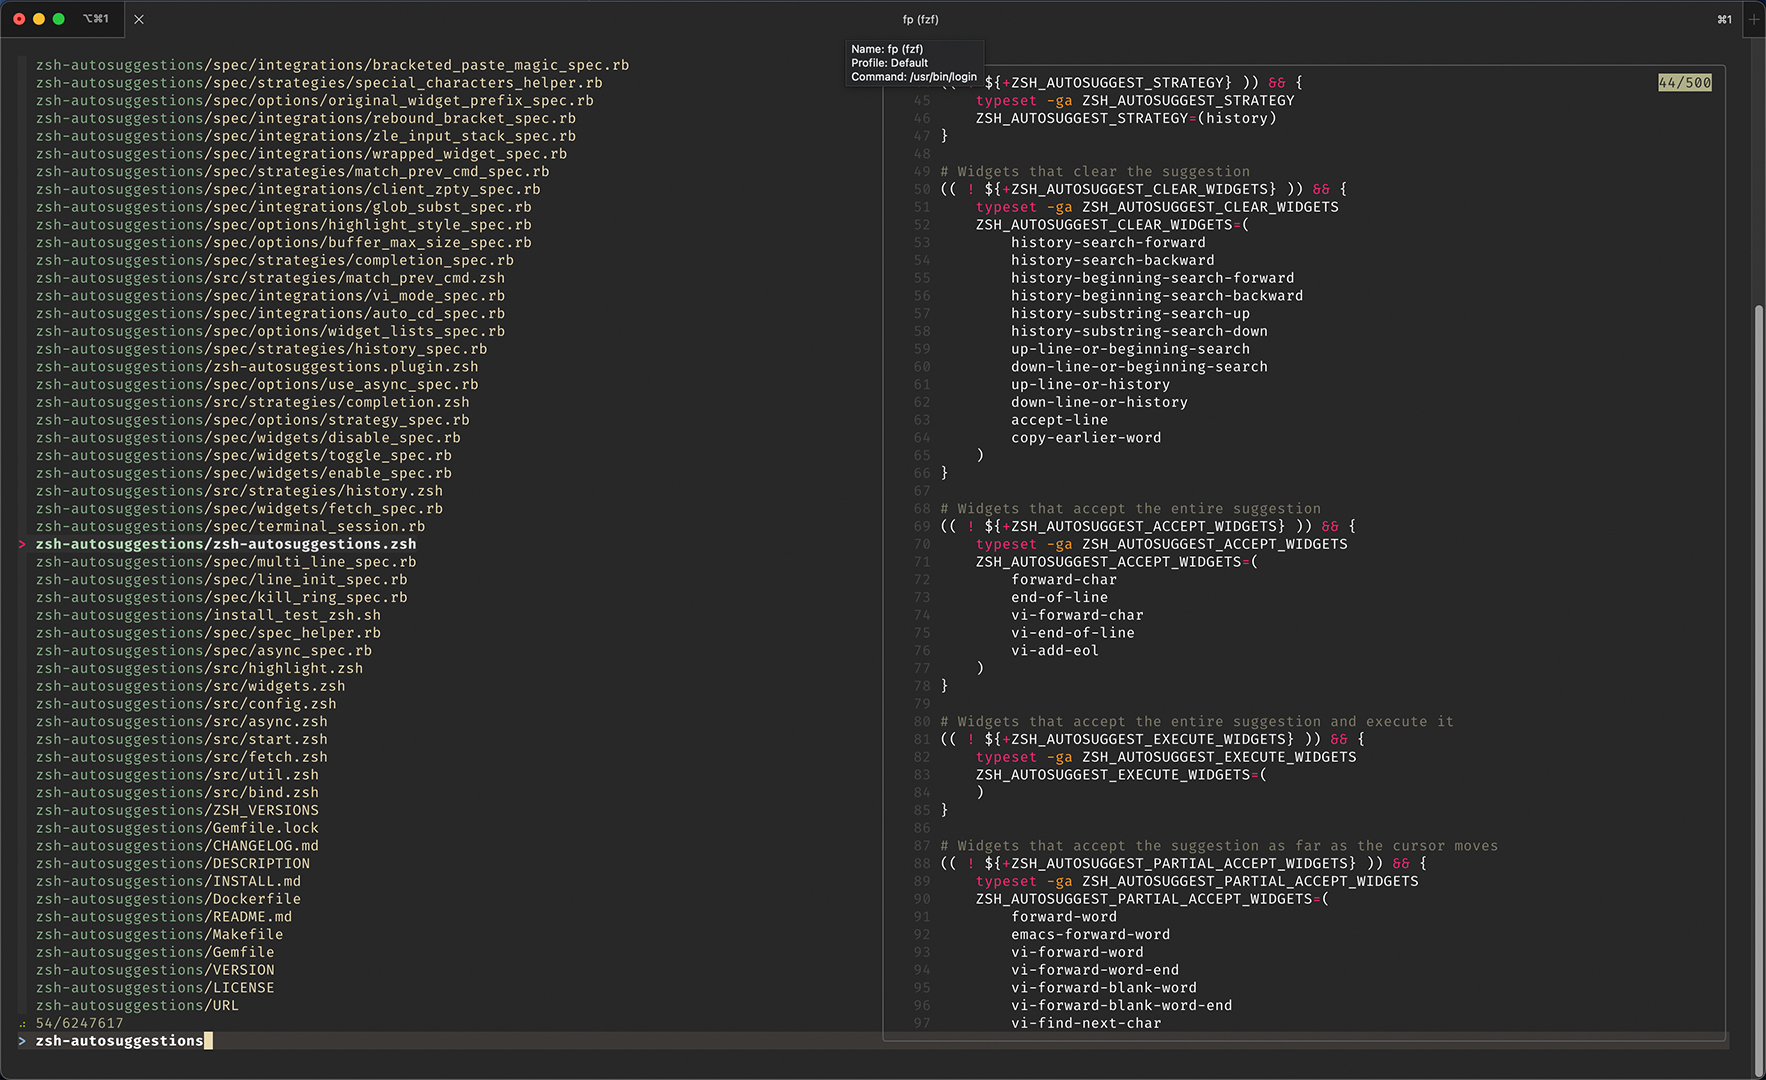 ⌥⌘1
fp (fzf)
⌘1
Name: fp (fzf)
Profile: Default
Command: /usr/bin/login
zsh-autosuggestions/spec/integrations/bracketed_paste_magic_spec.rb
zsh-autosuggestions/spec/strategies/special_characters_helper.rb
zsh-autosuggestions/spec/options/original_widget_prefix_spec.rb
zsh-autosuggestions/spec/integrations/rebound_bracket_spec.rb
zsh-autosuggestions/spec/integrations/zle_input_stack_spec.rb
zsh-autosuggestions/spec/integrations/wrapped_widget_spec.rb
zsh-autosuggestions/spec/strategies/match_prev_cmd_spec.rb
zsh-autosuggestions/spec/integrations/client_zpty_spec.rb
zsh-autosuggestions/spec/integrations/glob_subst_spec.rb
zsh-autosuggestions/spec/options/highlight_style_spec.rb
zsh-autosuggestions/spec/options/buffer_max_size_spec.rb
zsh-autosuggestions/spec/strategies/completion_spec.rb
zsh-autosuggestions/src/strategies/match_prev_cmd.zsh
zsh-autosuggestions/spec/integrations/vi_mode_spec.rb
zsh-autosuggestions/spec/integrations/auto_cd_spec.rb
zsh-autosuggestions/spec/options/widget_lists_spec.rb
zsh-autosuggestions/spec/strategies/history_spec.rb
zsh-autosuggestions/zsh-autosuggestions.plugin.zsh
zsh-autosuggestions/spec/options/use_async_spec.rb
zsh-autosuggestions/src/strategies/completion.zsh
zsh-autosuggestions/spec/options/strategy_spec.rb
zsh-autosuggestions/spec/widgets/disable_spec.rb
zsh-autosuggestions/spec/widgets/toggle_spec.rb
zsh-autosuggestions/spec/widgets/enable_spec.rb
zsh-autosuggestions/src/strategies/history.zsh
zsh-autosuggestions/spec/widgets/fetch_spec.rb
zsh-autosuggestions/spec/terminal_session.rb
> zsh-autosuggestions/zsh-autosuggestions.zsh
zsh-autosuggestions/spec/multi_line_spec.rb
zsh-autosuggestions/spec/line_init_spec.rb
zsh-autosuggestions/spec/kill_ring_spec.rb
zsh-autosuggestions/install_test_zsh.sh
zsh-autosuggestions/spec/spec_helper.rb
zsh-autosuggestions/spec/async_spec.rb
zsh-autosuggestions/src/highlight.zsh
zsh-autosuggestions/src/widgets.zsh
zsh-autosuggestions/src/config.zsh
zsh-autosuggestions/src/async.zsh
zsh-autosuggestions/src/start.zsh
zsh-autosuggestions/src/fetch.zsh
zsh-autosuggestions/src/util.zsh
zsh-autosuggestions/src/bind.zsh
zsh-autosuggestions/ZSH_VERSIONS
zsh-autosuggestions/Gemfile.lock
zsh-autosuggestions/CHANGELOG.md
zsh-autosuggestions/DESCRIPTION
zsh-autosuggestions/INSTALL.md
zsh-autosuggestions/Dockerfile
zsh-autosuggestions/README.md
zsh-autosuggestions/Makefile
zsh-autosuggestions/Gemfile
zsh-autosuggestions/VERSION
zsh-autosuggestions/LICENSE
zsh-autosuggestions/URL
54/6247617
> zsh-autosuggestions
${+ZSH_AUTOSUGGEST_STRATEGY} )) && {
44/500
45 typeset -ga ZSH_AUTOSUGGEST_STRATEGY
46 ZSH_AUTOSUGGEST_STRATEGY=(history)
47 }
48
49 # Widgets that clear the suggestion
50 (( ! ${+ZSH_AUTOSUGGEST_CLEAR_WIDGETS} )) && {
51 typeset -ga ZSH_AUTOSUGGEST_CLEAR_WIDGETS
52 ZSH_AUTOSUGGEST_CLEAR_WIDGETS=(
53 history-search-forward
54 history-search-backward
55 history-beginning-search-forward
56 history-beginning-search-backward
57 history-substring-search-up
58 history-substring-search-down
59 up-line-or-beginning-search
60 down-line-or-beginning-search
61 up-line-or-history
62 down-line-or-history
63 accept-line
64 copy-earlier-word
65 )
66 }
67
68 # Widgets that accept the entire suggestion
69 (( ! ${+ZSH_AUTOSUGGEST_ACCEPT_WIDGETS} )) && {
70 typeset -ga ZSH_AUTOSUGGEST_ACCEPT_WIDGETS
71 ZSH_AUTOSUGGEST_ACCEPT_WIDGETS=(
72 forward-char
73 end-of-line
74 vi-forward-char
75 vi-end-of-line
76 vi-add-eol
77 )
78 }
79
80 # Widgets that accept the entire suggestion and execute it
81 (( ! ${+ZSH_AUTOSUGGEST_EXECUTE_WIDGETS} )) && {
82 typeset -ga ZSH_AUTOSUGGEST_EXECUTE_WIDGETS
83 ZSH_AUTOSUGGEST_EXECUTE_WIDGETS=(
84 )
85 }
86
87 # Widgets that accept the suggestion as far as the cursor moves
88 (( ! ${+ZSH_AUTOSUGGEST_PARTIAL_ACCEPT_WIDGETS} )) && {
89 typeset -ga ZSH_AUTOSUGGEST_PARTIAL_ACCEPT_WIDGETS
90 ZSH_AUTOSUGGEST_PARTIAL_ACCEPT_WIDGETS=(
91 forward-word
92 emacs-forward-word
93 vi-forward-word
94 vi-forward-word-end
95 vi-forward-blank-word
96 vi-forward-blank-word-end
97 vi-find-next-char